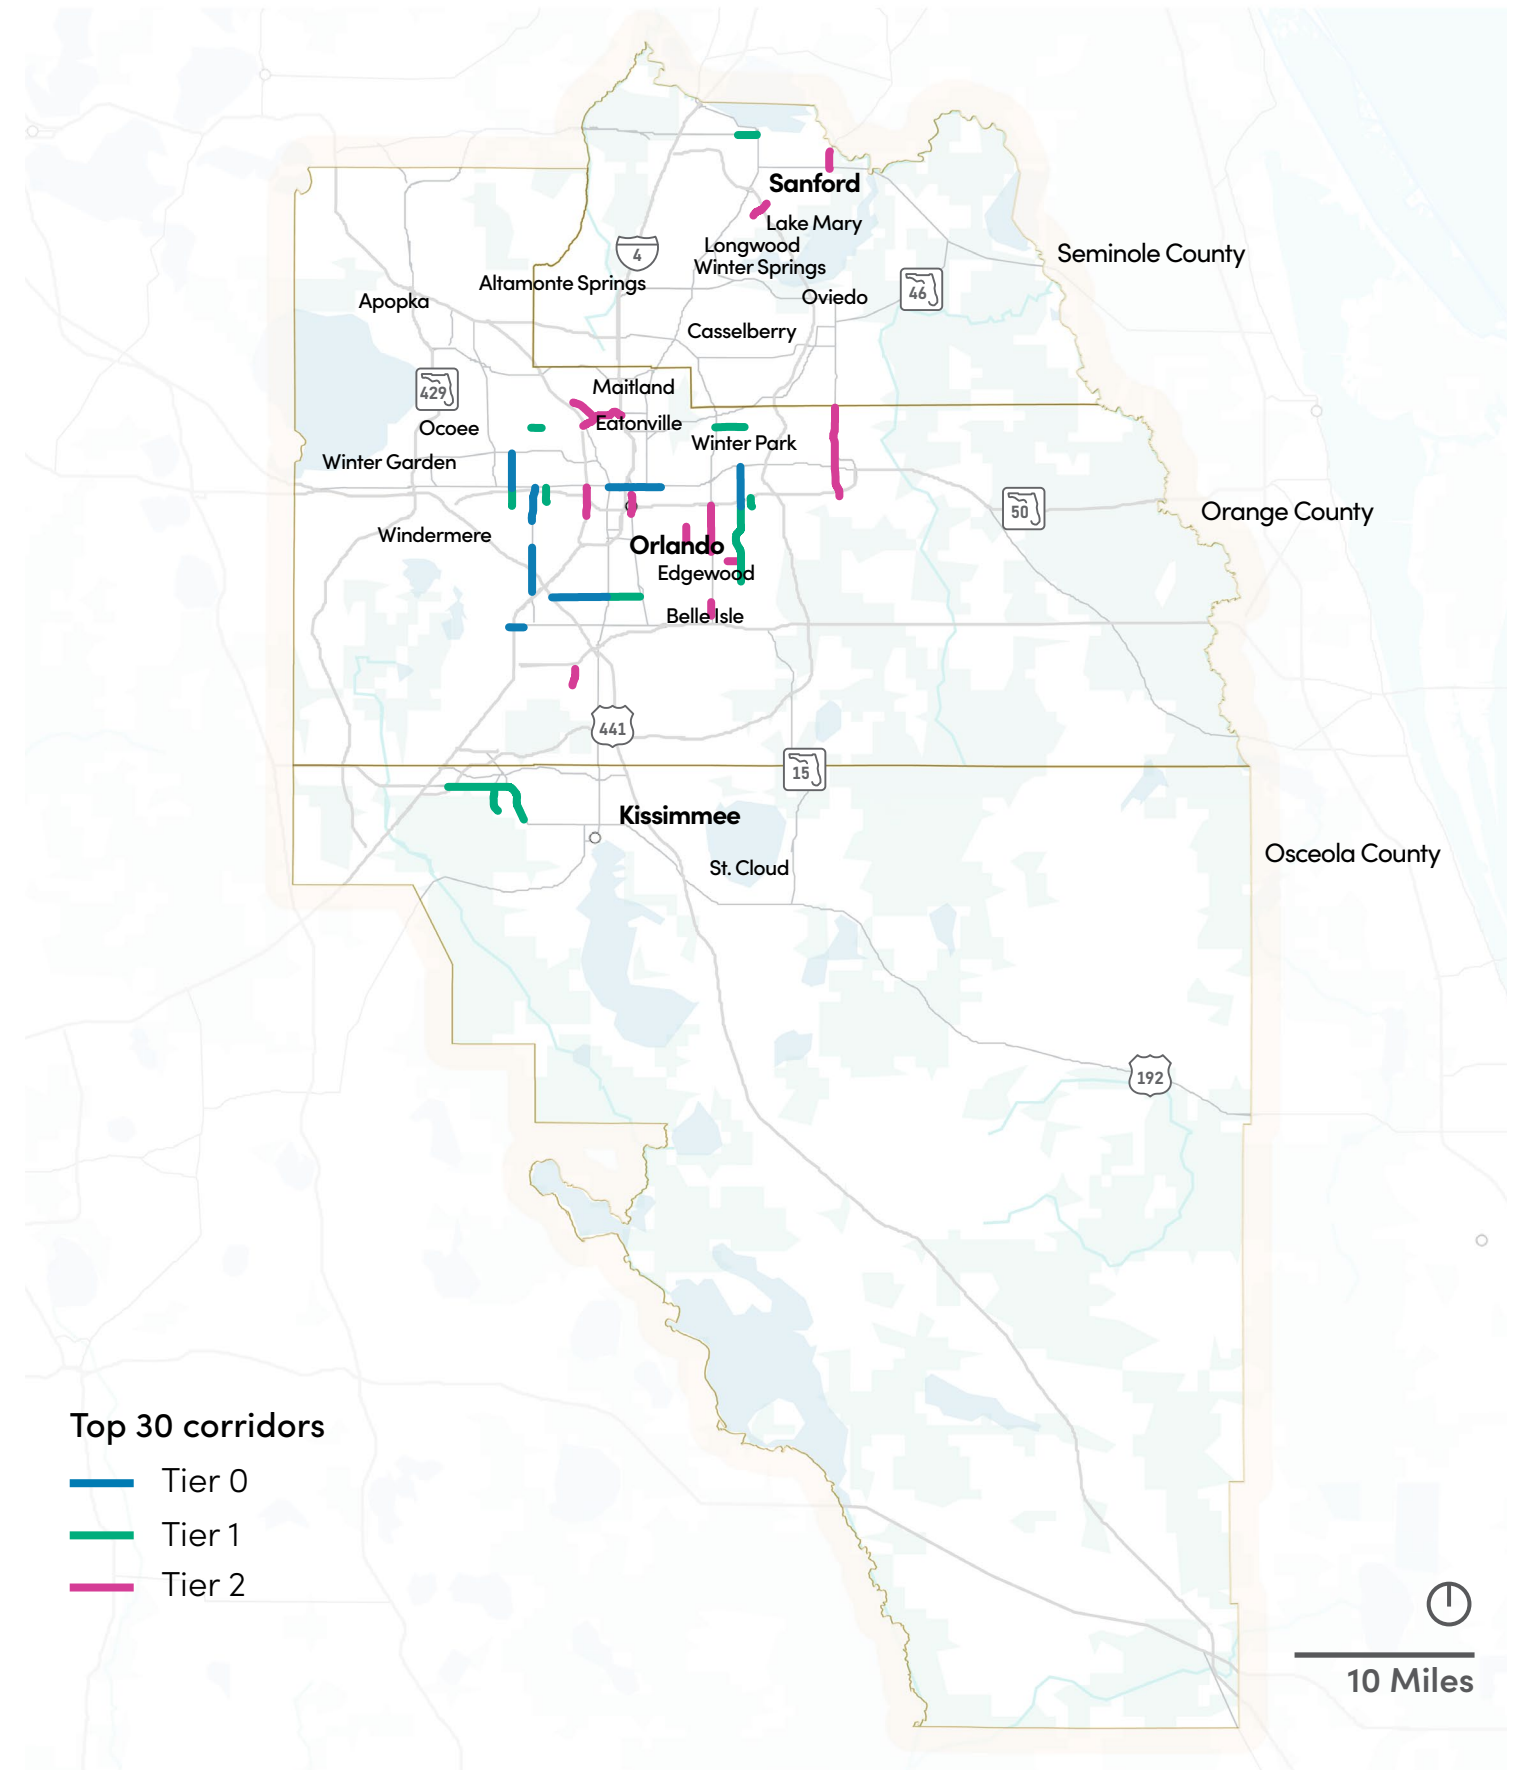 Sanford
Lake Mary
Longwood
Winter Springs
Seminole County
4
Altamonte Springs
46
Apopka
Oviedo
Casselberry
Maitland
429
Eatonville
Ocoee
Winter Park
Winter Garden
50
Orange County
Windermere
Orlando
Edgewood
Belle Isle
441
15
Kissimmee
Osceola County
St. Cloud
192
Top 30 corridors
Tier 0
Tier 1
Tier 2
10 Miles